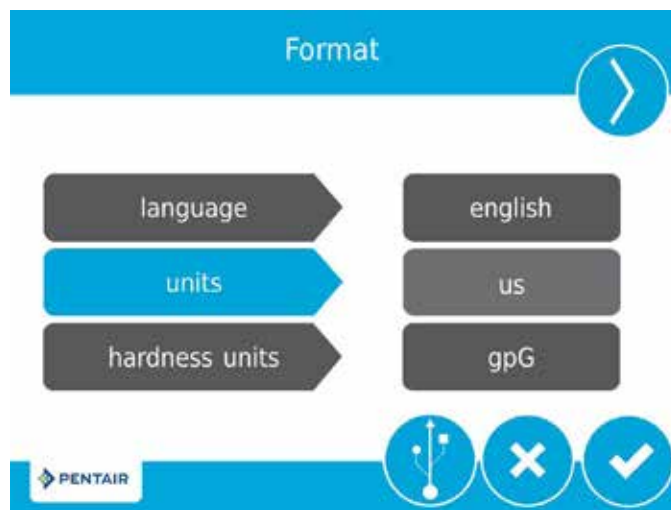 Format
language
english
units
us
hardness units
gpG
PENTAIR